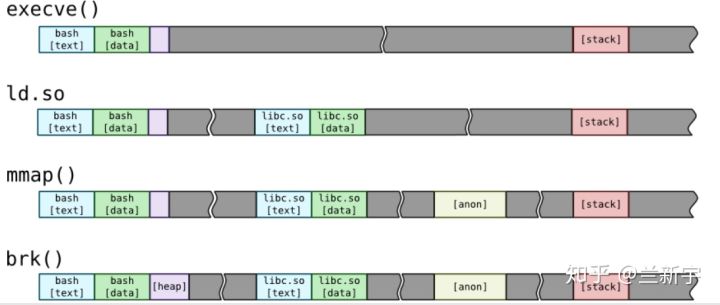 execve()
bash [text] bash [data] [stack]
ld.so
bash [text] bash [data] libc.so [text] libc.so [data] [stack]
mmap()
bash [text] bash [data] libc.so [text] libc.so [data] [anon] [stack]
brk()
bash [text] bash [data] [heap] libc.so [text] libc.so [data] [anon] [stack]
知乎 @兰新宇